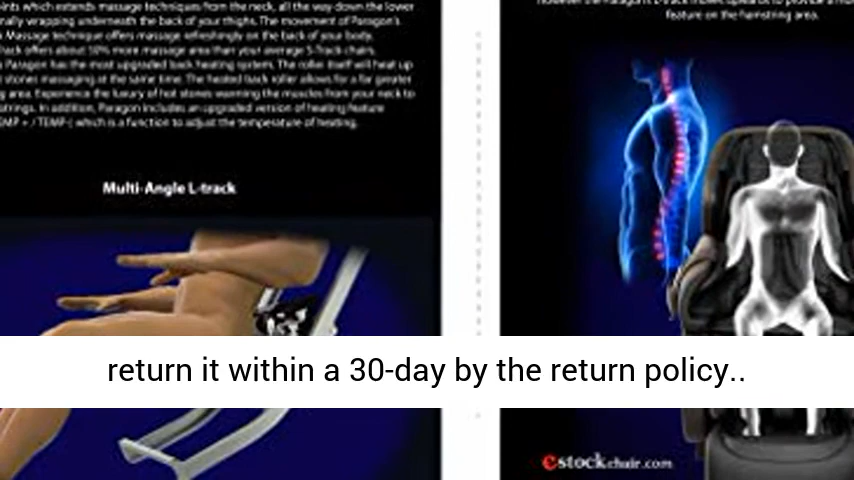 ints which extends massage techniques from the neck, all the way down the lower
nally wrapping underneath the back of your thighs. The movement of Paragon's
Massage technique offers massage refreshingly on the back of your body.
Track offers about 50% more massage area than your average S-Track chairs.
Paragon has the most upgraded back heating system. The roller itself will heat up
stones massaging at the same time. The heated back roller allows for a far greater
g area. Experience the luxury of hot stones warming the muscles from your neck to
strings. In addition, Paragon includes an upgraded version of heating feature
EMP + / TEMP-( which is a function to adjust the temperature of heating.
Multi-Angle L-track
feature on the hamstring area.
return it within a 30-day by the return policy..
estockchair.com